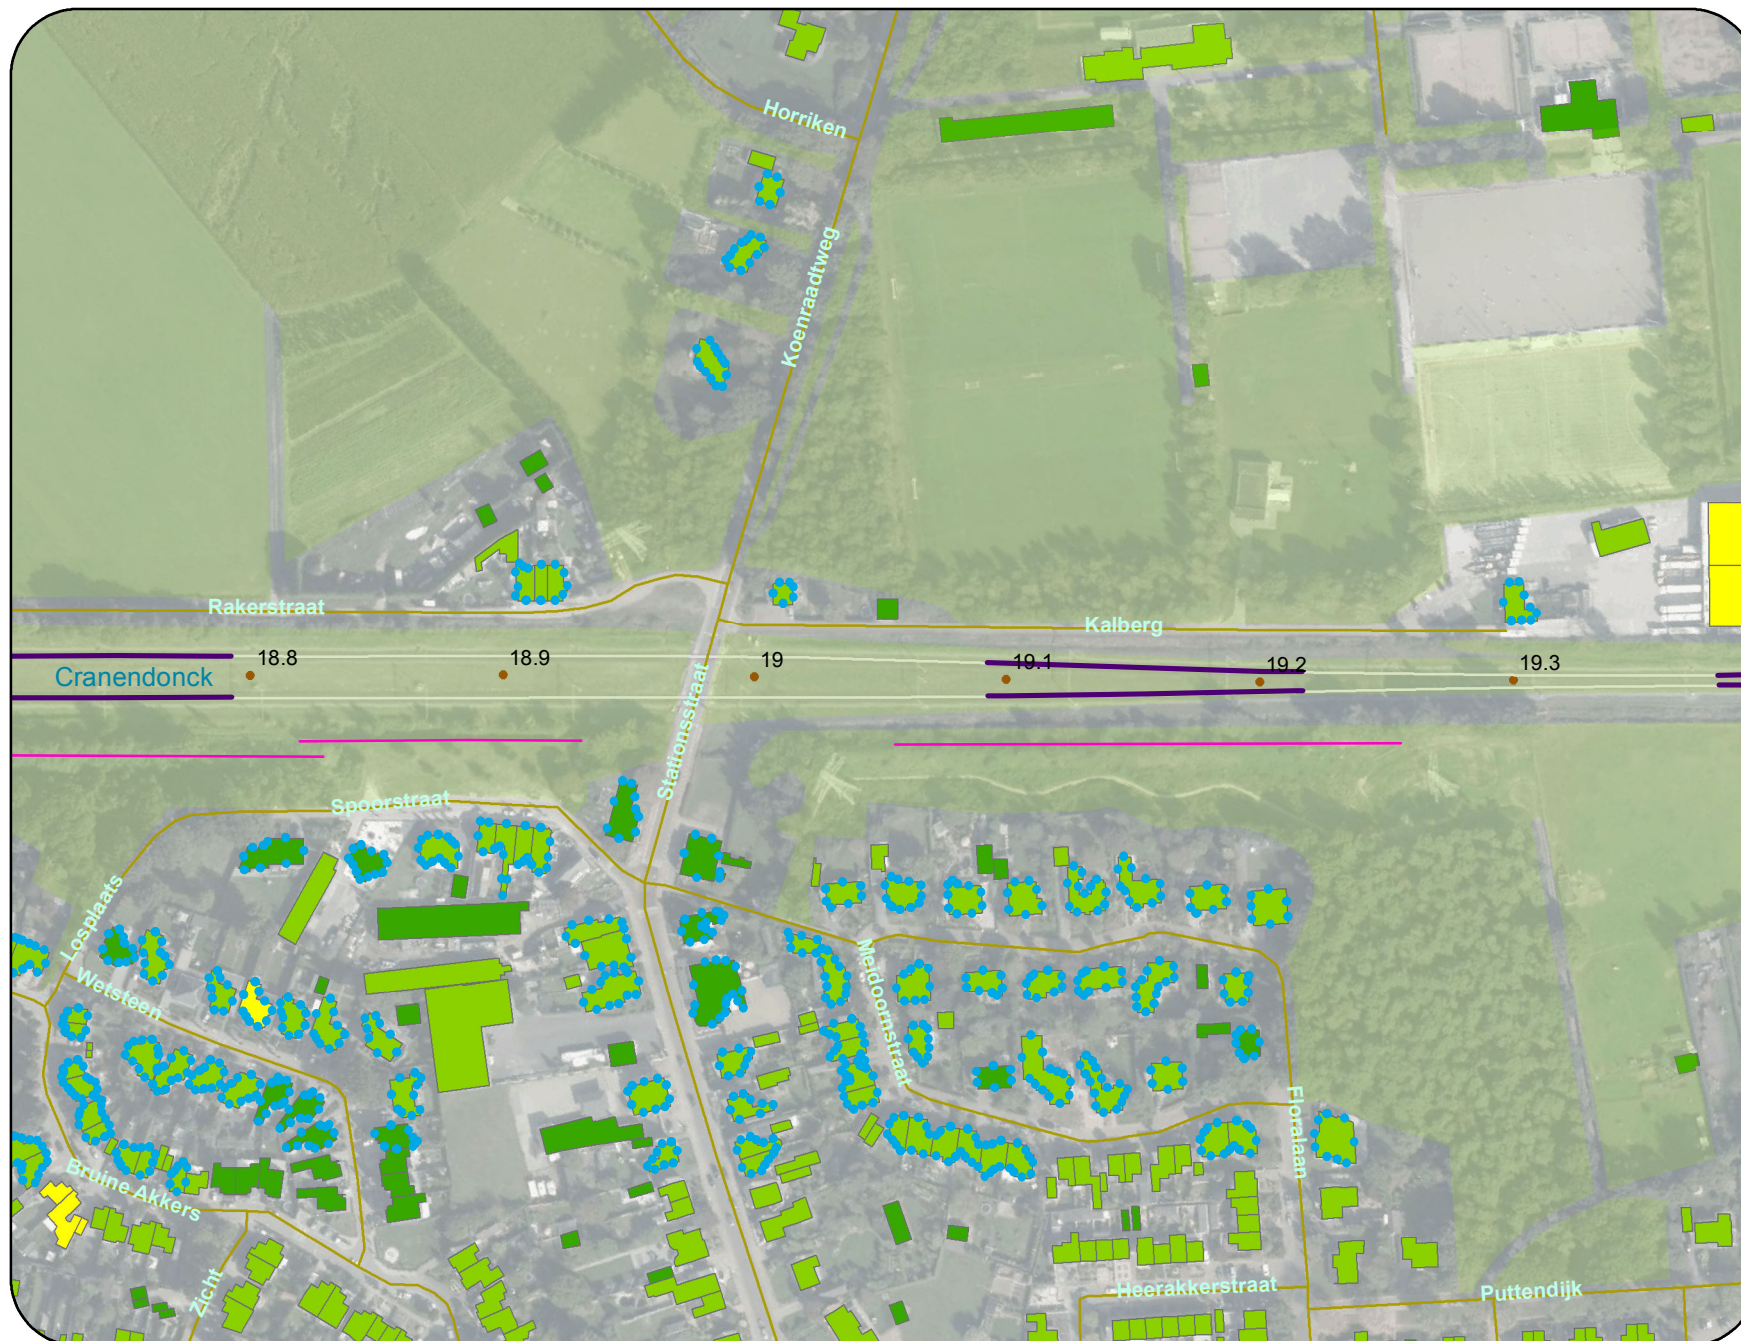 Horriken
Koenraadtweg
Rakerstraat
Kalberg
18.8
18.9
19
19.1
19.2
19.3
Cranendonck
Stationsstraat
Spoorstraat
Losplaats
Wetsteen
Meidoornstraat
Floralaan
Bruine Akkers
Zicht
Heerakkerstraat
Puttendijk